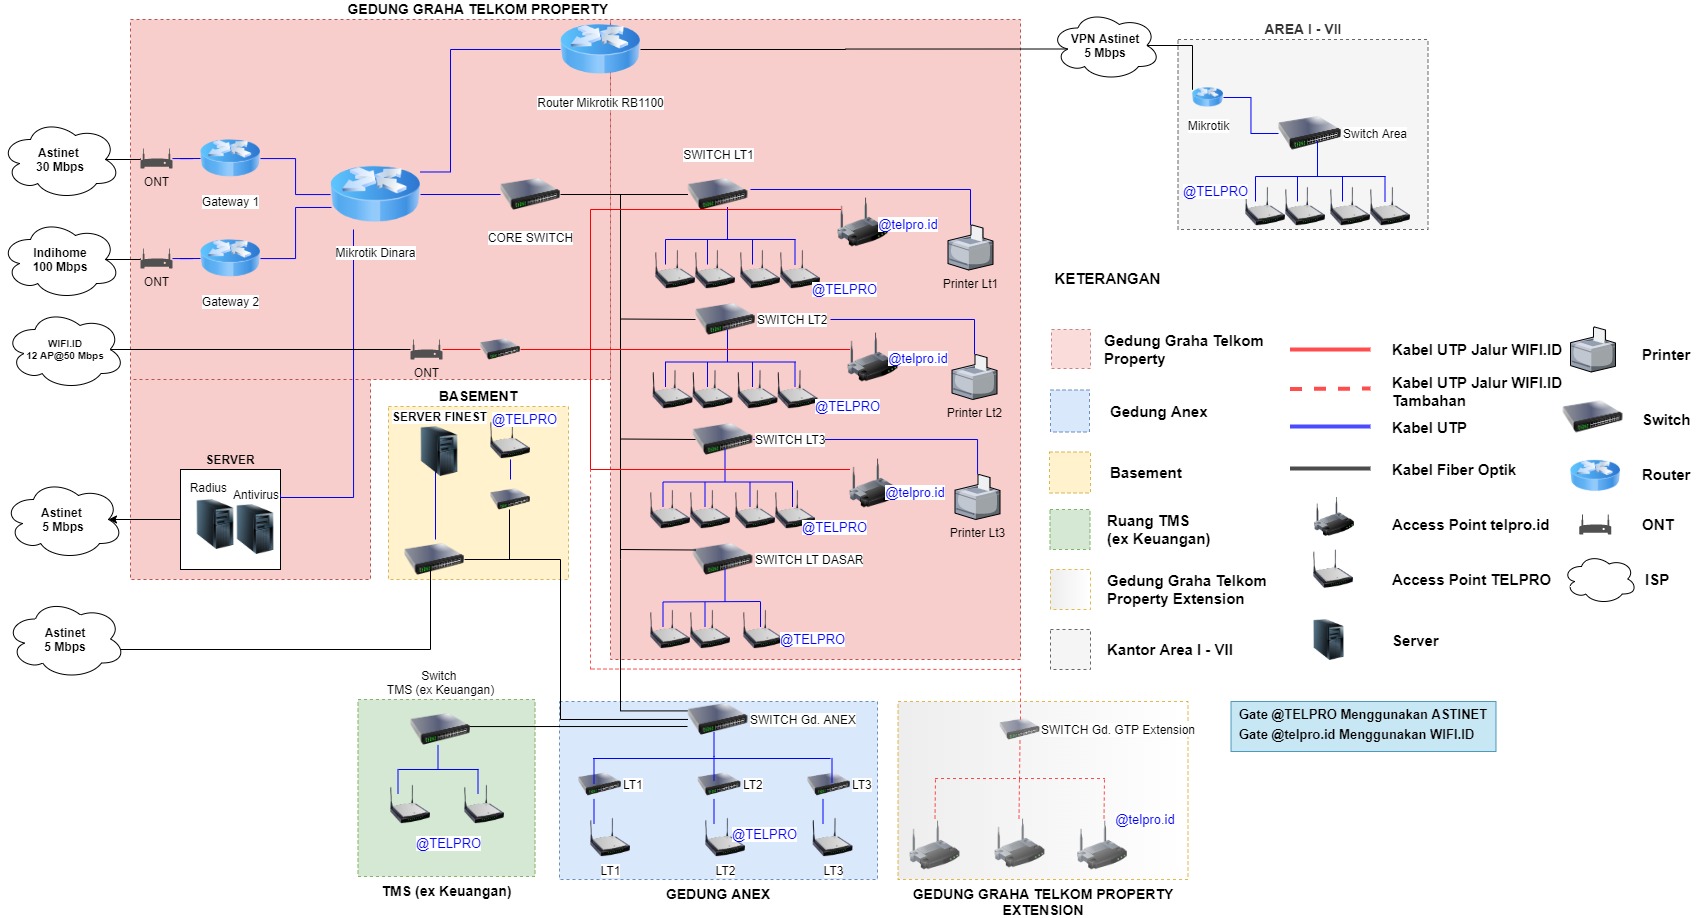 GEDUNG GRAHA TELKOM PROPERTY
VPN Astinet
5 Mbps
AREA I - VII
Router Mikrotik RB1100
Mikrotik
Switch Area
@TELPRO
Astinet
30 Mbps
ONT
Gateway 1
SWITCH LT1
@telpro.id
Printer Lt1
CORE SWITCH
Mikrotik Dinara
Indihome
100 Mbps
ONT
Gateway 2
@TELPRO
WIFI.ID
12 AP@50 Mbps
ONT
SWITCH LT2
@telpro.id
Printer Lt2
@TELPRO
BASEMENT
SERVER FINEST
@TELPRO
SWITCH LT3
@telpro.id
Printer Lt3
@TELPRO
SERVER
Radius
Antivirus
Astinet
5 Mbps
SWITCH LT DASAR
@TELPRO
Astinet
5 Mbps
Switch
TMS (ex Keuangan)
@TELPRO
TMS (ex Keuangan)
SWITCH Gd. ANEX
LT1
LT2
LT3
@TELPRO
LT1
LT2
LT3
GEDUNG ANEX
SWITCH Gd. GTP Extension
@telpro.id
GEDUNG GRAHA TELKOM PROPERTY
EXTENSION
KETERANGAN
Gedung Graha Telkom
Property
Gedung Anex
Basement
Ruang TMS
(ex Keuangan)
Gedung Graha Telkom
Property Extension
Kantor Area I - VII
Kabel UTP Jalur WIFI.ID
Kabel UTP Jalur WIFI.ID
Tambahan
Kabel UTP
Kabel Fiber Optik
Access Point telpro.id
Access Point TELPRO
Server
Printer
Switch
Router
ONT
ISP
Gate @TELPRO Menggunakan ASTINET
Gate @telpro.id Menggunakan WIFI.ID